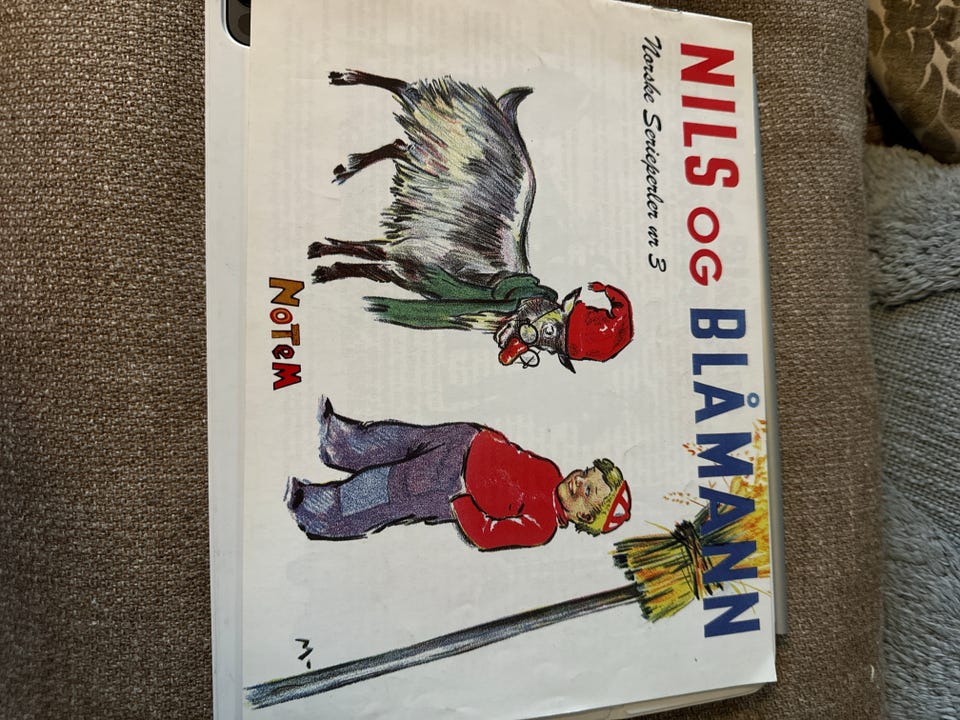 NILS OG BLÅMANN
Norske Serieperler nr 3
NOTEM
M-